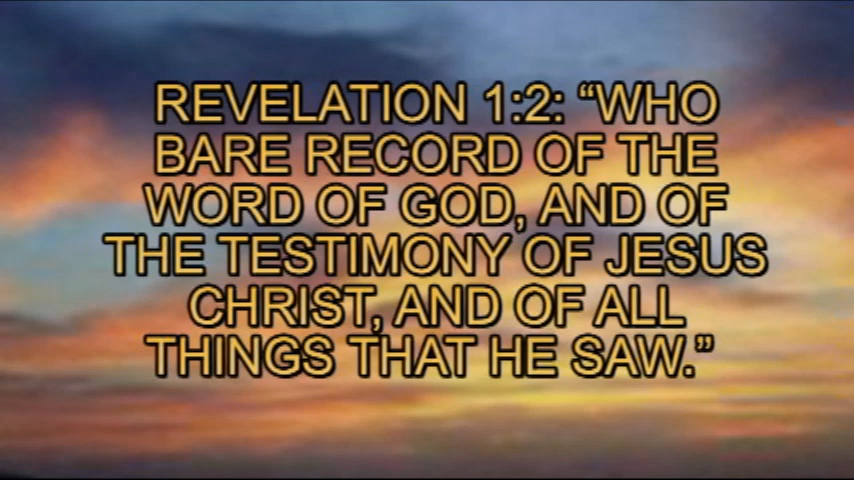 REVELATION 1:2: “WHO
BARE RECORD OF THE
WORD OF GOD, AND OF
THE TESTIMONY OF JESUS
CHRIST, AND OF ALL
THINGS THAT HE SAW.”